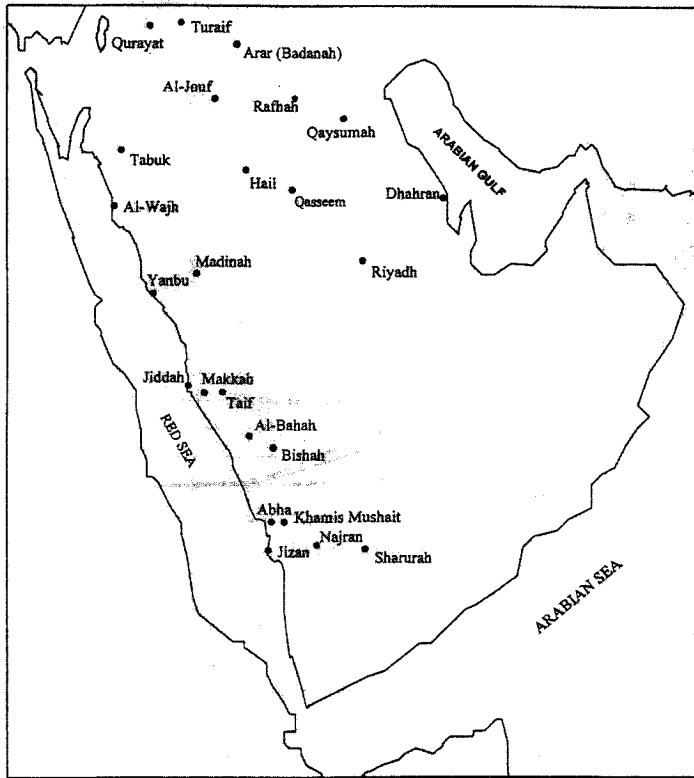 Turaif
Qurayat
Arar (Badanah)
Al-Jouf
Rafhah
Qaysumah
ARABIAN GULF
Tabuk
Hail
Qasseem
Dhahran
Al-Wajh
Madinah
Riyadh
Yanbu
Jiddah
Makkah
Taif
RED SEA
Al-Bahah
Bishah
Abha
Khamis Mushait
Najran
Jizan
Sharurah
ARABIAN SEA